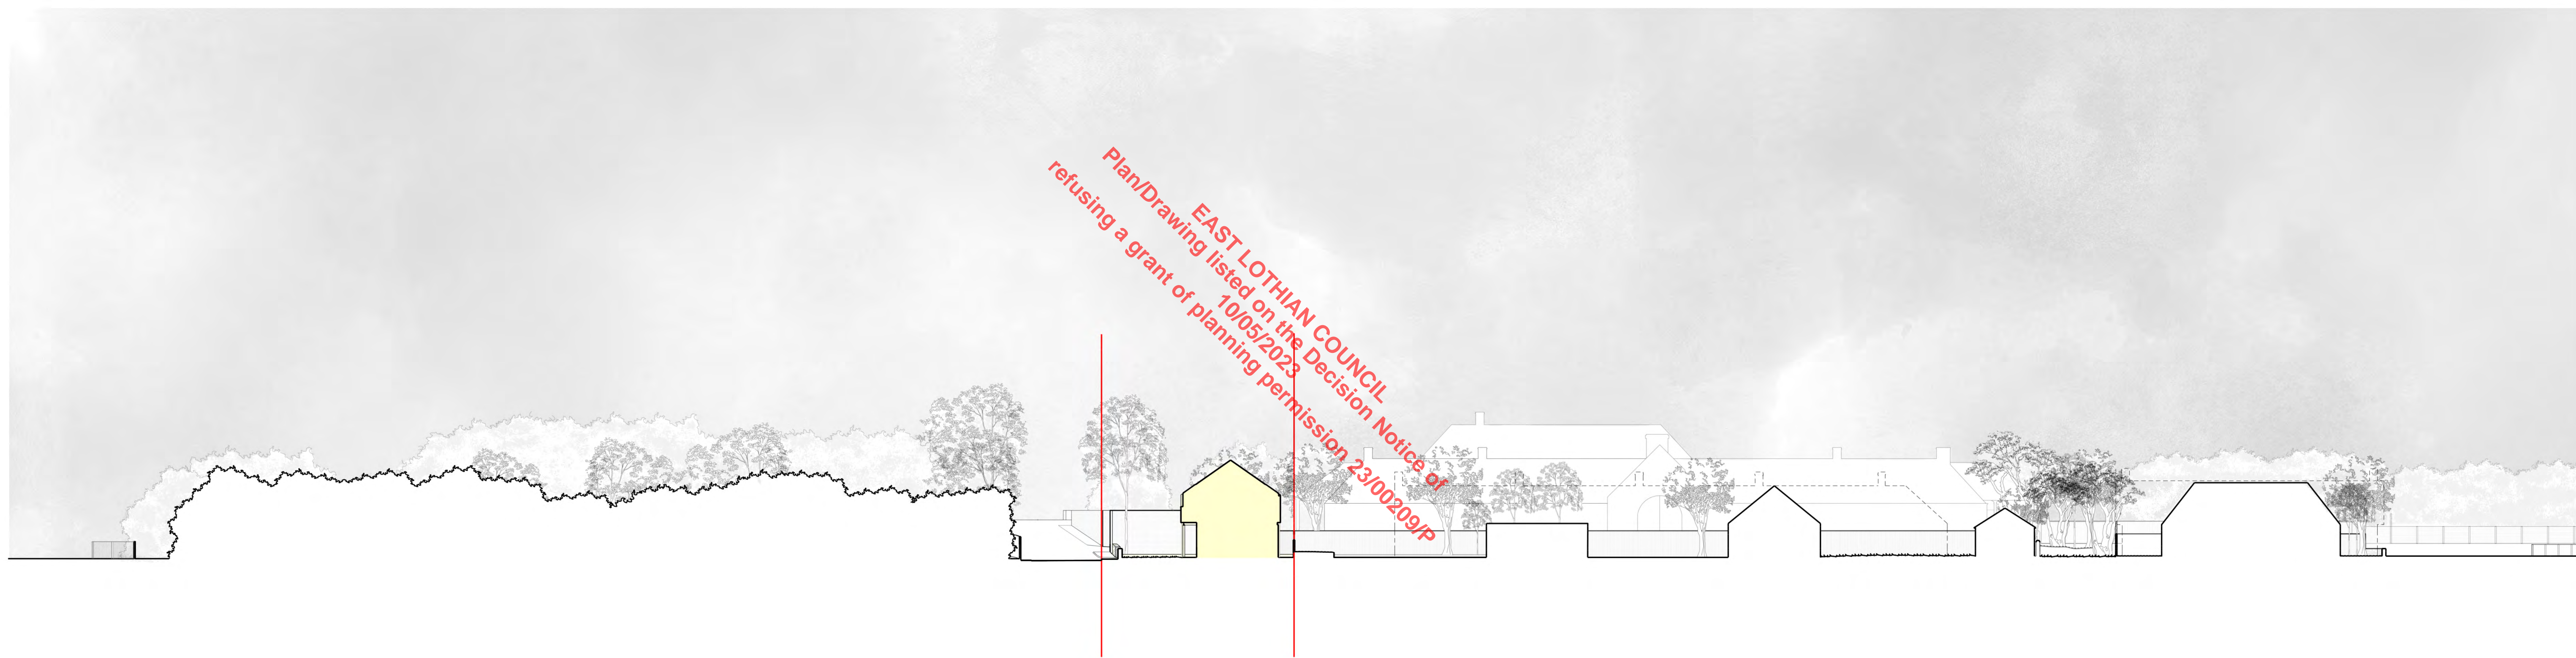 EAST LOTHIAN COUNCIL
Plan/Drawing listed on the Decision Notice of
10/05/2023
refusing a grant of planning permission 23/00209/P